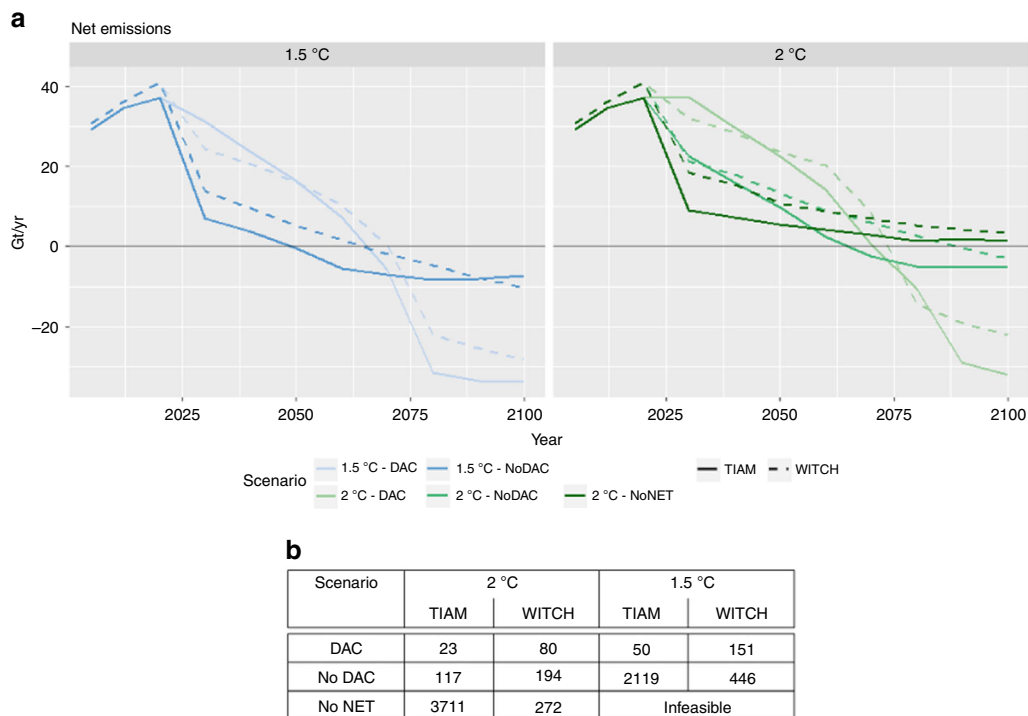 a
Net emissions
1.5 °C
2 °C
40
20
0
−20
Gt/yr
2025
2050
2075
2100
2025
2050
2075
2100
Year
Scenario
1.5 °C - DAC
1.5 °C - NoDAC
2 °C - DAC
2 °C - NoDAC
2 °C - NoNET
TIAM
WITCH
b
Scenario 2 °C 1.5 °C
TIAM WITCH TIAM WITCH
DAC 23 80 50 151
No DAC 117 194 2119 446
No NET 3711 272 Infeasible